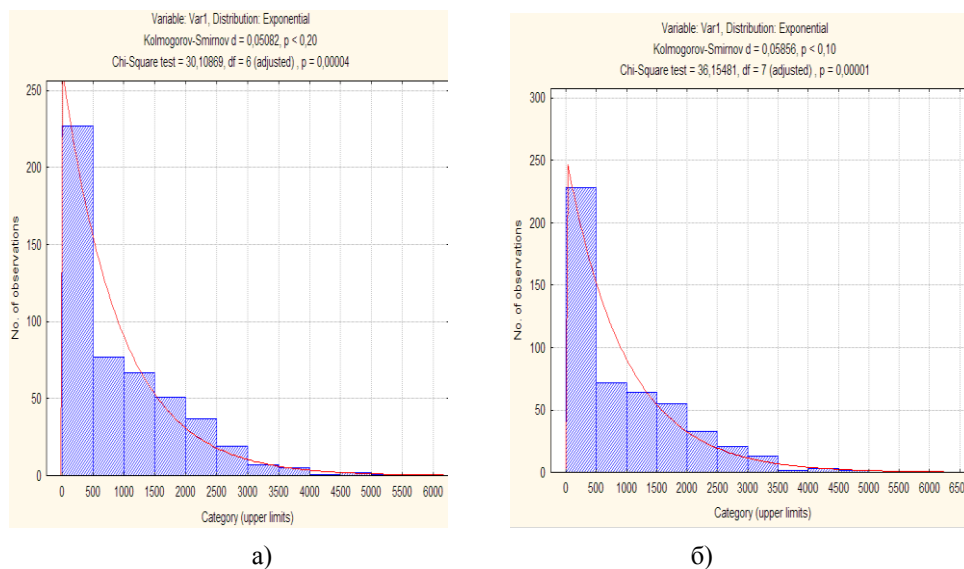 Variable: Var1, Distribution: Exponential
Kolmogorov-Smirnov d = 0,05082, p < 0,20
Chi-Square test = 30,10869, df = 6 (adjusted) , p = 0,00004
250
200
150
100
50
0
No. of observations
0 500 1000 1500 2000 2500 3000 3500 4000 4500 5000 5500 6000
Category (upper limits)
а)
Variable: Var1, Distribution: Exponential
Kolmogorov-Smirnov d = 0,05856, p < 0,10
Chi-Square test = 36,15481, df = 7 (adjusted) , p = 0,00001
300
250
200
150
100
50
0
No. of observations
0 500 1000 1500 2000 2500 3000 3500 4000 4500 5000 5500 6000 650
Category (upper limits)
б)